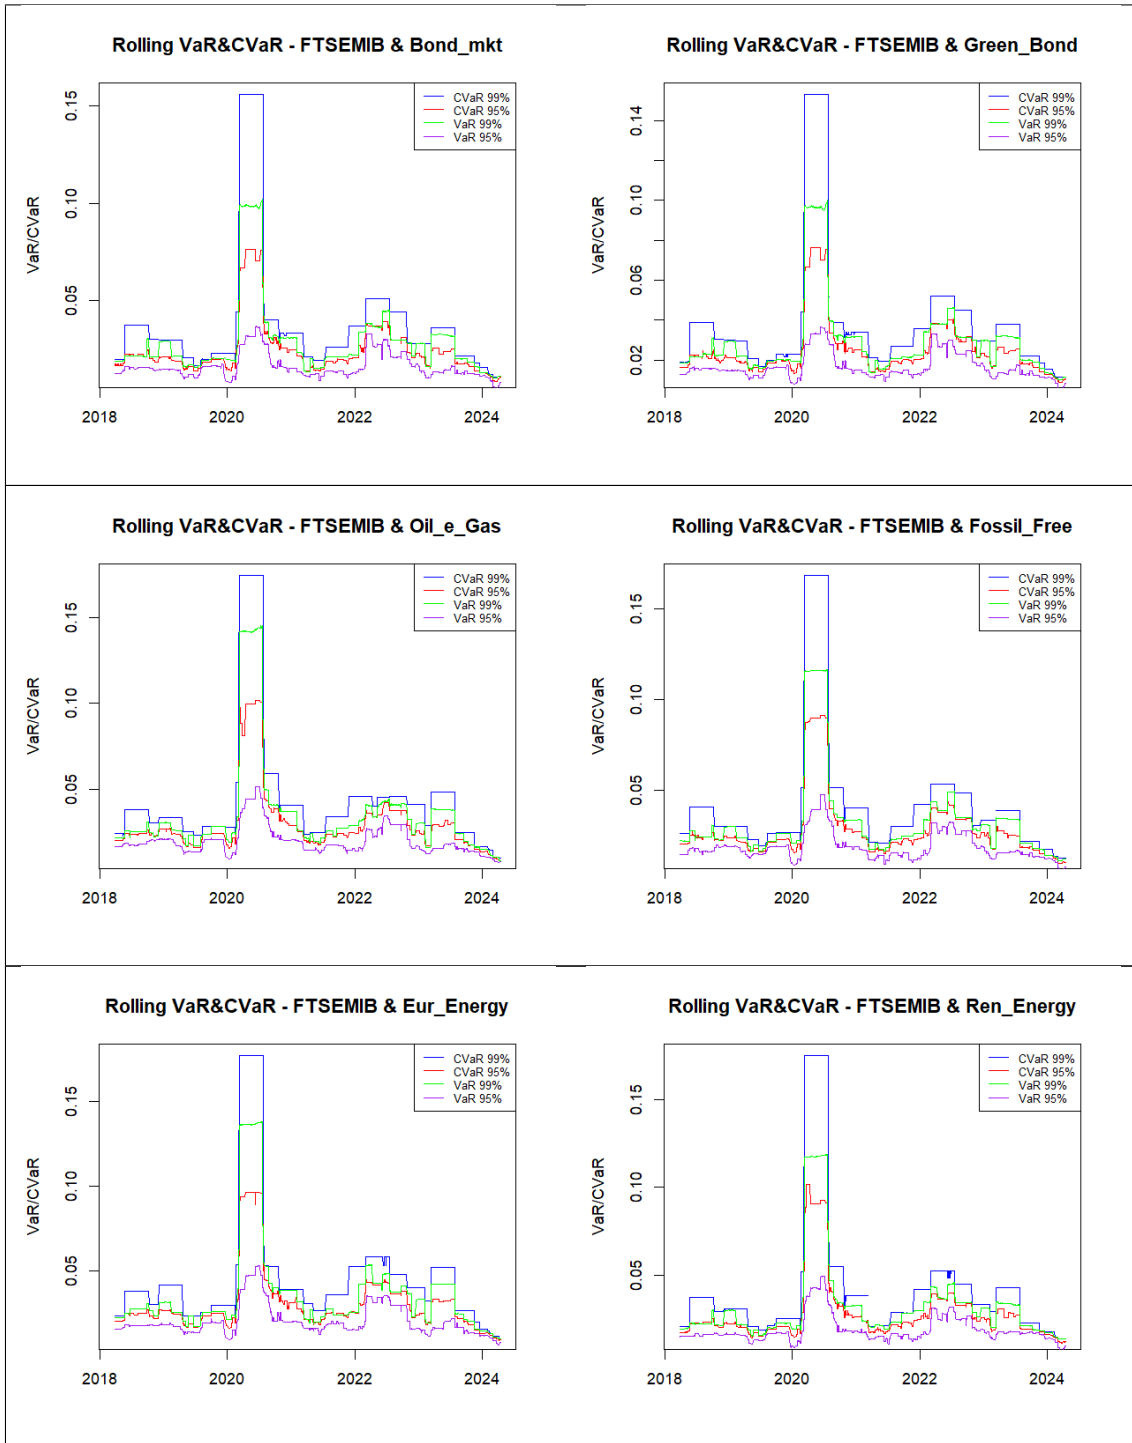 Rolling VaR&CVaR - FTSEMIB & Bond_mkt
VaR/CVaR
0.15
0.10
0.05
CVaR 99%
CVaR 95%
VaR 99%
VaR 95%
2018 2020 2022 2024
Rolling VaR&CVaR - FTSEMIB & Green_Bond
VaR/CVaR
0.14
0.10
0.06
0.02
CVaR 99%
CVaR 95%
VaR 99%
VaR 95%
2018 2020 2022 2024
Rolling VaR&CVaR - FTSEMIB & Oil_e_Gas
VaR/CVaR
0.15
0.10
0.05
CVaR 99%
CVaR 95%
VaR 99%
VaR 95%
2018 2020 2022 2024
Rolling VaR&CVaR - FTSEMIB & Fossil_Free
VaR/CVaR
0.15
0.10
0.05
CVaR 99%
CVaR 95%
VaR 99%
VaR 95%
2018 2020 2022 2024
Rolling VaR&CVaR - FTSEMIB & Eur_Energy
VaR/CVaR
0.15
0.10
0.05
CVaR 99%
CVaR 95%
VaR 99%
VaR 95%
2018 2020 2022 2024
Rolling VaR&CVaR - FTSEMIB & Ren_Energy
VaR/CVaR
0.15
0.10
0.05
CVaR 99%
CVaR 95%
VaR 99%
VaR 95%
2018 2020 2022 2024